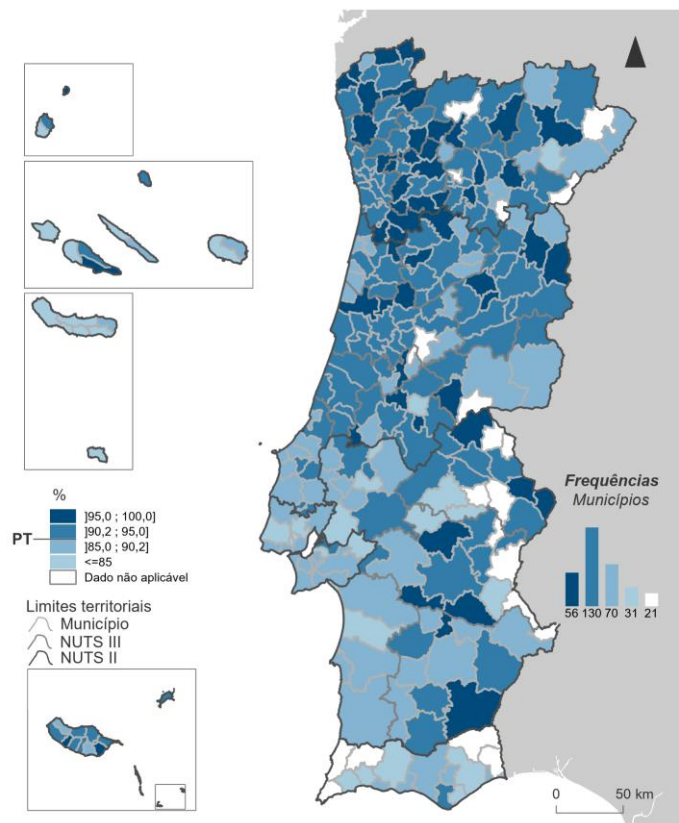 %
]95,0 ; 100,0]
]90,2 ; 95,0]
PT
]85,0 ; 90,2]
<=85
Dado não aplicável
Limites territoriais
Município
NUTS III
NUTS II
Frequências
Municípios
56 130 70 31 21
0 50 km